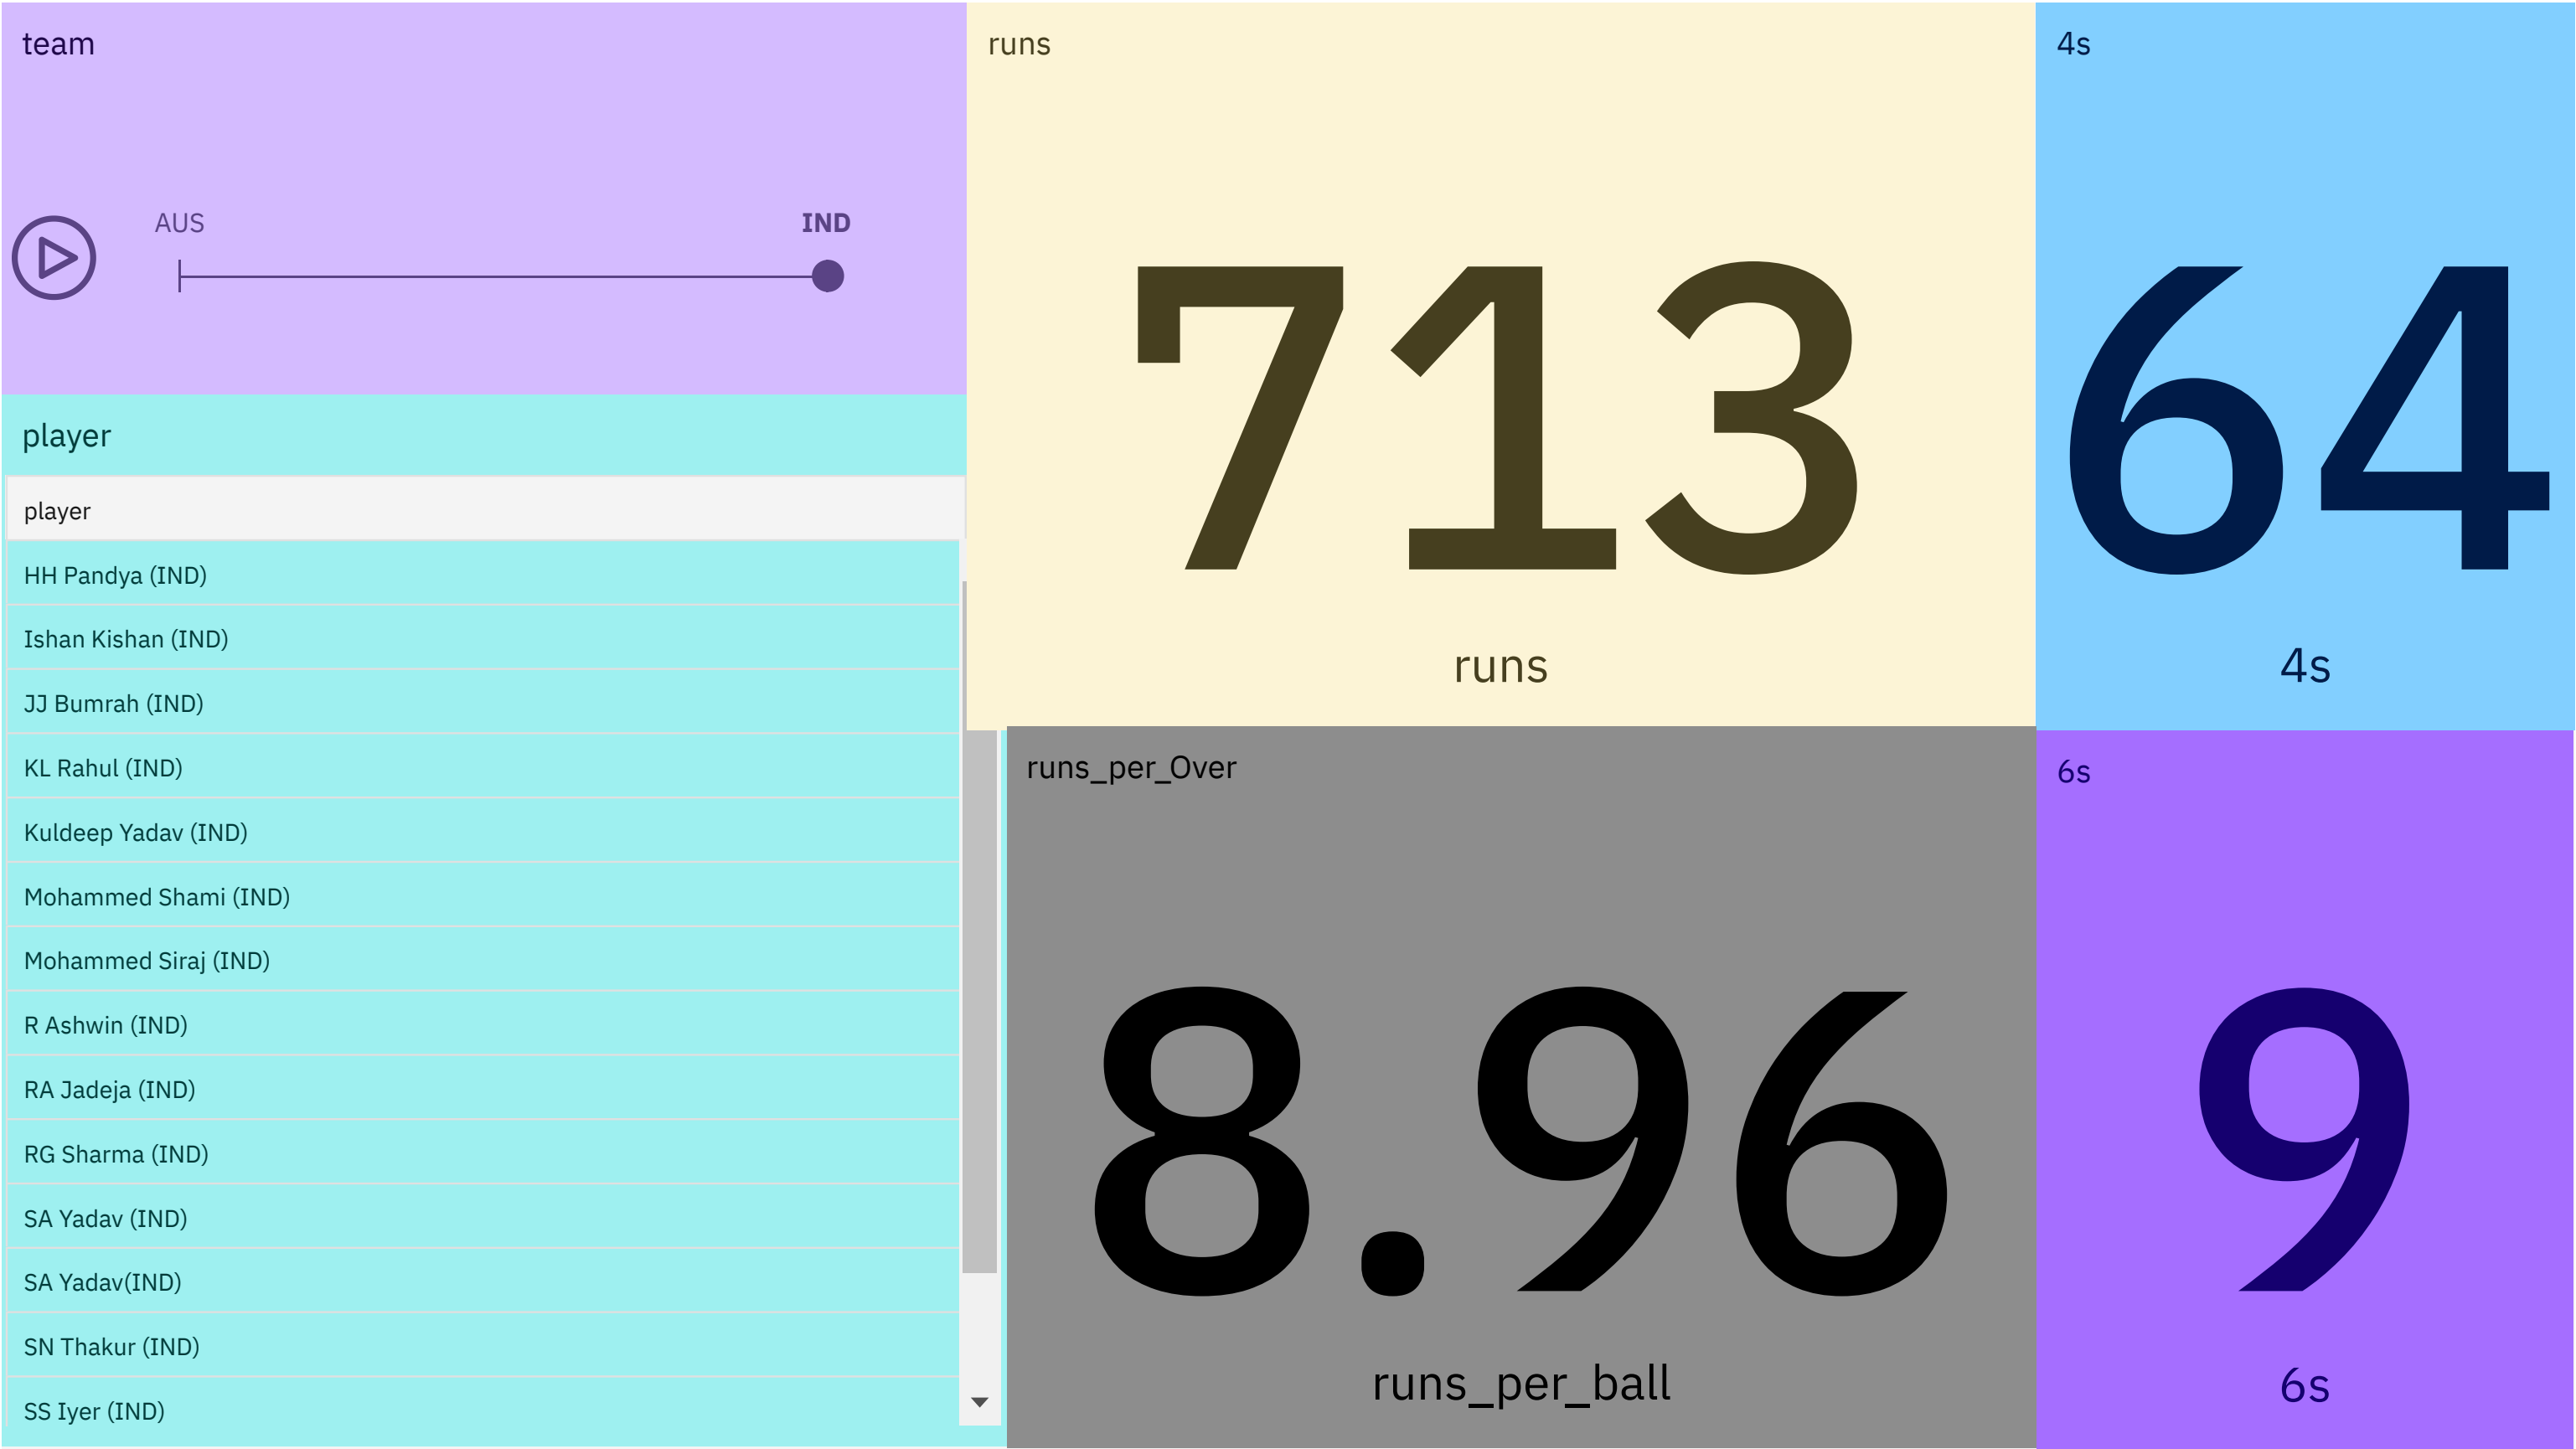 team
AUS
IND
player
player
HH Pandya (IND)
Ishan Kishan (IND)
JJ Bumrah (IND)
KL Rahul (IND)
Kuldeep Yadav (IND)
Mohammed Shami (IND)
Mohammed Siraj (IND)
R Ashwin (IND)
RA Jadeja (IND)
RG Sharma (IND)
SA Yadav (IND)
SA Yadav(IND)
SN Thakur (IND)
SS Iyer (IND)
runs
713
runs
4s
64
4s
runs_per_Over
8.96
runs_per_ball
6s
9
6s